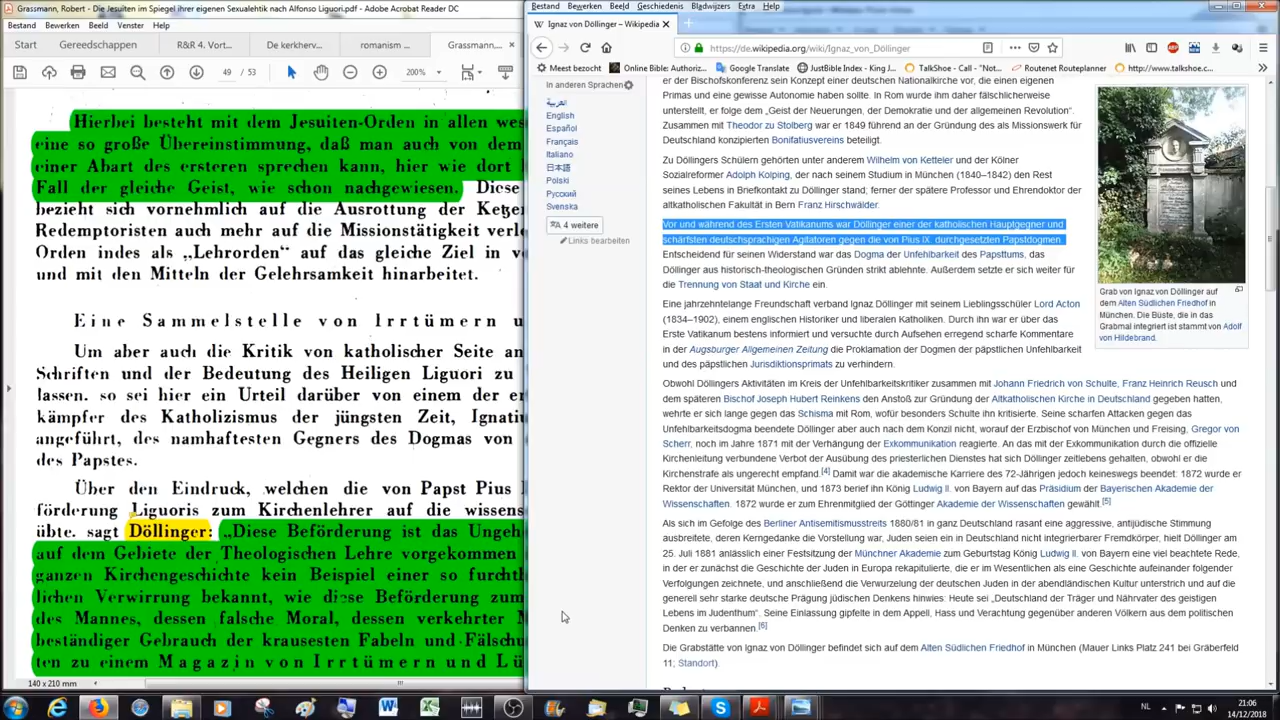 Grassmann, Robert - Die Jesuiten im Spiegel ihrer eigenen Sexualehtik nach Alfonso Liguori.pdf - Adobe Acrobat Reader DC
Bestand Bewerken Beeld Venster Help
Start Gereedschappen R&R 4. Vort... De kerkherv... romanism ... Grassmann,... ×
49 / 53 200%
Hierbei besteht mit dem Jesuiten-Orden in allen wes
eine so große Übereinstimmung, daß man auch von dem
einer Abart des ersteren sprechen kann, hier wie dort
Fall der gleiche Geist, wie schon nachgewiesen. Diese
bezieht sich vornehmlich auf die Ausrottung der Ketze
Redemptioristen auch mehr auf die Missionstätigkeit verle
Orden indes als „Lehrorden“ auf das gleiche Ziel in v
und mit den Mitteln der Gelehrsamkeit hinarbeitet.
Eine Sammelstelle von Irrtümern u
Um aber auch die Kritik von katholischer Seite an
Schriften und der Bedeutung des Heiligen Liguori zu
lassen. so sei hier ein Urteil darüber von einem der er
kämpfer des Katholizismus der jüngsten Zeit, Ignatiu
angeführt, des namhaftesten Gegners des Dogmas von
des Papstes.
Über den Eindruck, welchen die von Papst Pius I
förderung Liguoris zum Kirchenlehrer auf die wissens
übte. sagt Döllinger: „Diese Beförderung ist das Ungeh
auf dem Gebiete der Theologischen Lehre vorgekommen
ganzen Kirchengeschichte kein Beispiel einer so furchtb
lichen Verwirrung bekannt, wie diese Beförderung zum
des Mannes, dessen falsche Moral, dessen verkehrter M
beständiger Gebrauch der krausesten Fabeln und Fälschu
ten zu einem Magazin von Irrtümern und Lü
140 x 210 mm
Bestand Bewerken Beeld Geschiedenis Bladwijzers Extra Help
Ignaz von Döllinger – Wikipedia ×
https://de.wikipedia.org/wiki/Ignaz_von_Döllinger
Meest bezocht Online Bible: Authoriz... Google Translate JustBible Index - King J... TalkShoe - Call - "Not... Routenet Routeplanner http://www.talkshoe.c...
In anderen Sprachen
العربية
English
Español
Français
Italiano
日本語
Polski
Русский
Svenska
4 weitere
Links bearbeiten
er der Bischofskonferenz sein Konzept einer deutschen Nationalkirche vor, die einen eigenen
Primas und eine gewisse Autonomie haben sollte. In Rom wurde ihm daher fälschlicherweise
unterstellt, er folge dem „Geist der Neuerungen, der Demokratie und der allgemeinen Revolution“.
Zusammen mit Theodor zu Stolberg war er 1849 führend an der Gründung des als Missionswerk für
Deutschland konzipierten Bonifatiusvereins beteiligt.
Zu Döllingers Schülern gehörten unter anderem Wilhelm von Ketteler und der Kölner
Sozialreformer Adolph Kolping, der nach seinem Studium in München (1840–1842) den Rest
seines Lebens in Briefkontakt zu Döllinger stand; ferner der spätere Professor und Ehrendoktor der
altkatholischen Fakultät in Bern Franz Hirschwälder.
Vor und während des Ersten Vatikanums war Döllinger einer der katholischen Hauptgegner und
schärfsten deutschsprachigen Agitatoren gegen die von Pius IX. durchgesetzten Papstdogmen.
Entscheidend für seinen Widerstand war das Dogma der Unfehlbarkeit des Papsttums, das
Döllinger aus historisch-theologischen Gründen strikt ablehnte. Außerdem setzte er sich weiter für
die Trennung von Staat und Kirche ein.
Eine jahrzehntelange Freundschaft verband Ignaz Döllinger mit seinem Lieblingsschüler Lord Acton
(1834–1902), einem englischen Historiker und liberalen Katholiken. Durch ihn war er über das
Erste Vatikanum bestens informiert und versuchte durch Aufsehen erregend scharfe Kommentare
in der Augsburger Allgemeinen Zeitung die Proklamation der Dogmen der päpstlichen Unfehlbarkeit
und des päpstlichen Jurisdiktionsprimats zu verhindern.
Obwohl Döllingers Aktivitäten im Kreis der Unfehlbarkeitskritiker zusammen mit Johann Friedrich von Schulte, Franz Heinrich Reusch und
dem späteren Bischof Joseph Hubert Reinkens den Anstoß zur Gründung der Altkatholischen Kirche in Deutschland gegeben hatten,
wehrte er sich lange gegen das Schisma mit Rom, wofür besonders Schulte ihn kritisierte. Seine scharfen Attacken gegen das
Unfehlbarkeitsdogma beendete Döllinger aber auch nach dem Konzil nicht, worauf der Erzbischof von München und Freising, Gregor von
Scherr, noch im Jahre 1871 mit der Verhängung der Exkommunikation reagierte. An das mit der Exkommunikation durch die offizielle
Kirchenleitung verbundene Verbot der Ausübung des priesterlichen Dienstes hat sich Döllinger zeitlebens gehalten, obwohl er die
Kirchenstrafe als ungerecht empfand.[4] Damit war die akademische Karriere des 72-Jährigen jedoch keineswegs beendet: 1872 wurde er
Rektor der Universität München, und 1873 berief ihn König Ludwig II. von Bayern auf das Präsidium der Bayerischen Akademie der
Wissenschaften. 1872 wurde er zum Ehrenmitglied der Göttinger Akademie der Wissenschaften gewählt.[5]
Als sich im Gefolge des Berliner Antisemitismusstreits 1880/81 in ganz Deutschland rasant eine aggressive, antijüdische Stimmung
ausbreitete, deren Kerngedanke die Vorstellung war, Juden seien grundsätzlich nicht integrierbarer Fremdkörper, hielt Döllinger am
25. Juli 1881 anlässlich einer Festsitzung der Münchner Akademie zum Geburtstag König Ludwig II. von Bayern eine viel beachtete Rede,
in der er zunächst die Geschichte der Juden in Europa rekapitulierte, die er im Wesentlichen als eine Geschichte aufeinander folgender
Verfolgungen zeichnete, und anschließend die Verwurzelung der deutschen Juden in der abendländischen Kultur unterstrich und auf die
generell sehr starke deutsche Prägung jüdischen Denkens hinwies: Heute sei „Deutschland der Träger und Nährvater des geistigen
Lebens im Judenthum“. Seine Einlassung gipfelte in dem Appell, Hass und Verachtung gegenüber anderen Völkern aus dem politischen
Denken zu verbannen.[6]
Die Grabstätte von Ignaz von Döllinger befindet sich auf dem Alten Südlichen Friedhof in München (Mauer Links Platz 241 bei Gräberfeld
11; Standort).
Grab von Ignaz von Döllinger auf
dem Alten Südlichen Friedhof in
München. Die Büste, die in das
Grabmal integriert ist stammt von Adolf
von Hildebrand.
NL
21:06
14/12/2018